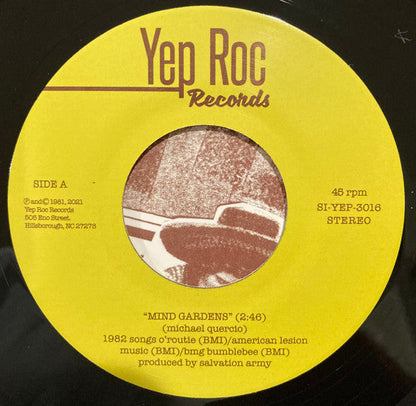 Yep Roc
Records
SIDE A
℗and© 1981, 2021
Yep Roc Records
505 Eno Street.
Hillsborough, NC 27278
45 rpm
SI-YEP-3016
STEREO
"MIND GARDENS" (2:46)
(michael quercio)
1982 songs o'routie (BMI)/american lesion
music (BMI)/bmg bumblebee (BMI)
produced by salvation army